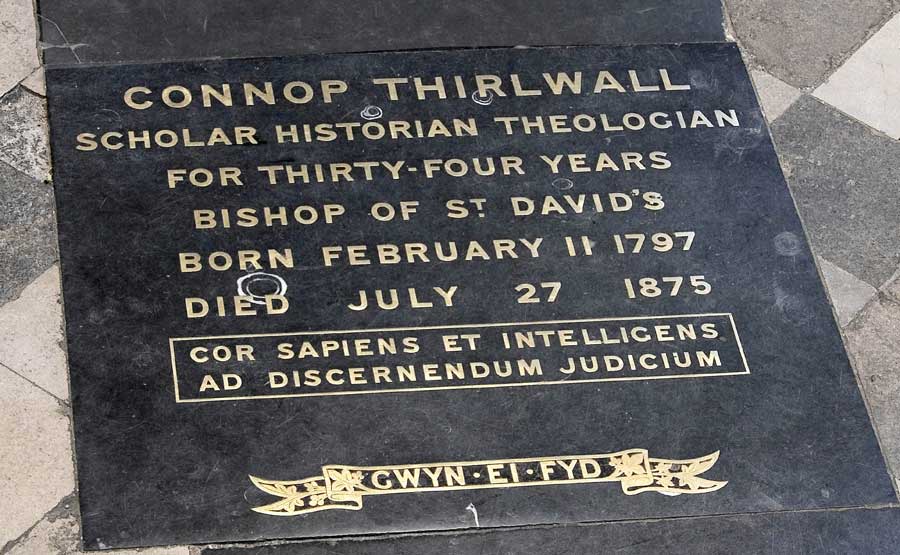 CONNOP THIRLWALL
SCHOLAR HISTORIAN THEOLOGIAN
FOR THIRTY-FOUR YEARS
BISHOP OF ST DAVID'S
BORN FEBRUARY 11 1797
DIED JULY 27 1875
COR SAPIENS ET INTELLIGENS
AD DISCERNENDUM JUDICIUM
GWYN · EI · FYD